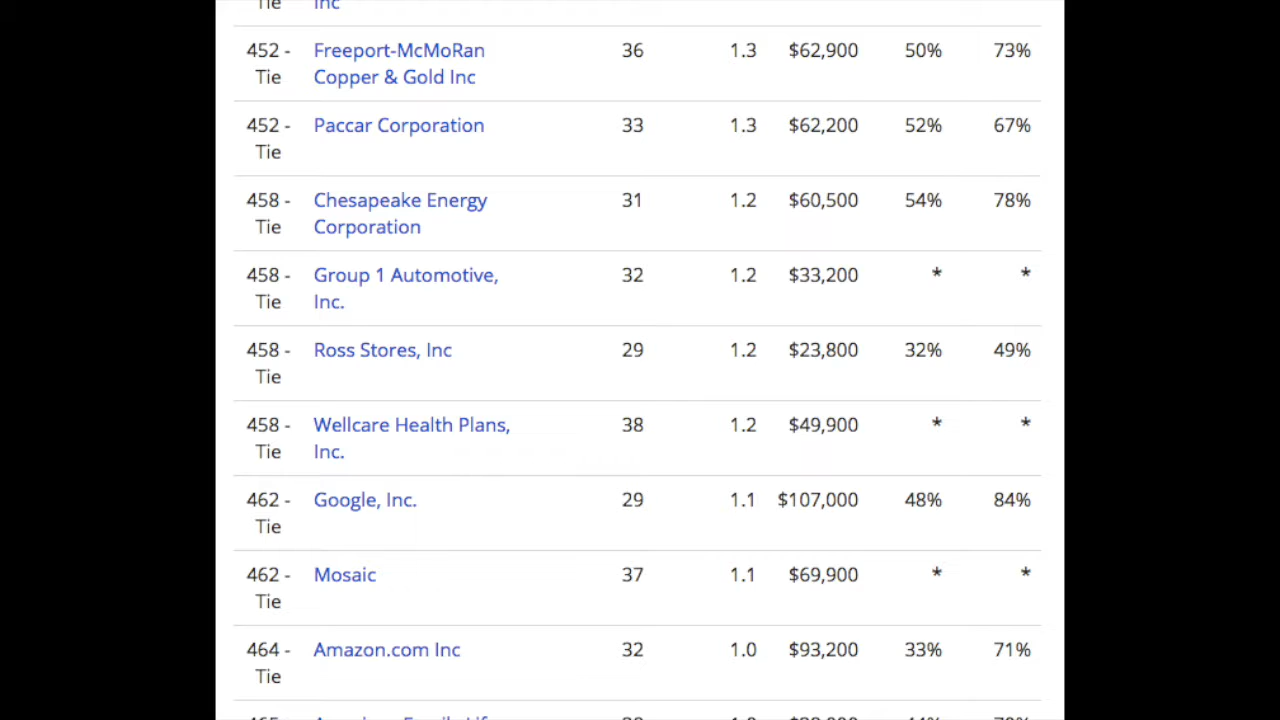 Tie Inc
452 - Freeport-McMoRan 36 1.3 $62,900 50% 73%
Tie Copper & Gold Inc
452 - Paccar Corporation 33 1.3 $62,200 52% 67%
Tie
458 - Chesapeake Energy 31 1.2 $60,500 54% 78%
Tie Corporation
458 - Group 1 Automotive, 32 1.2 $33,200 * *
Tie Inc.
458 - Ross Stores, Inc 29 1.2 $23,800 32% 49%
Tie
458 - Wellcare Health Plans, 38 1.2 $49,900 * *
Tie Inc.
462 - Google, Inc. 29 1.1 $107,000 48% 84%
Tie
462 - Mosaic 37 1.1 $69,900 * *
Tie
464 - Amazon.com Inc 32 1.0 $93,200 33% 71%
Tie